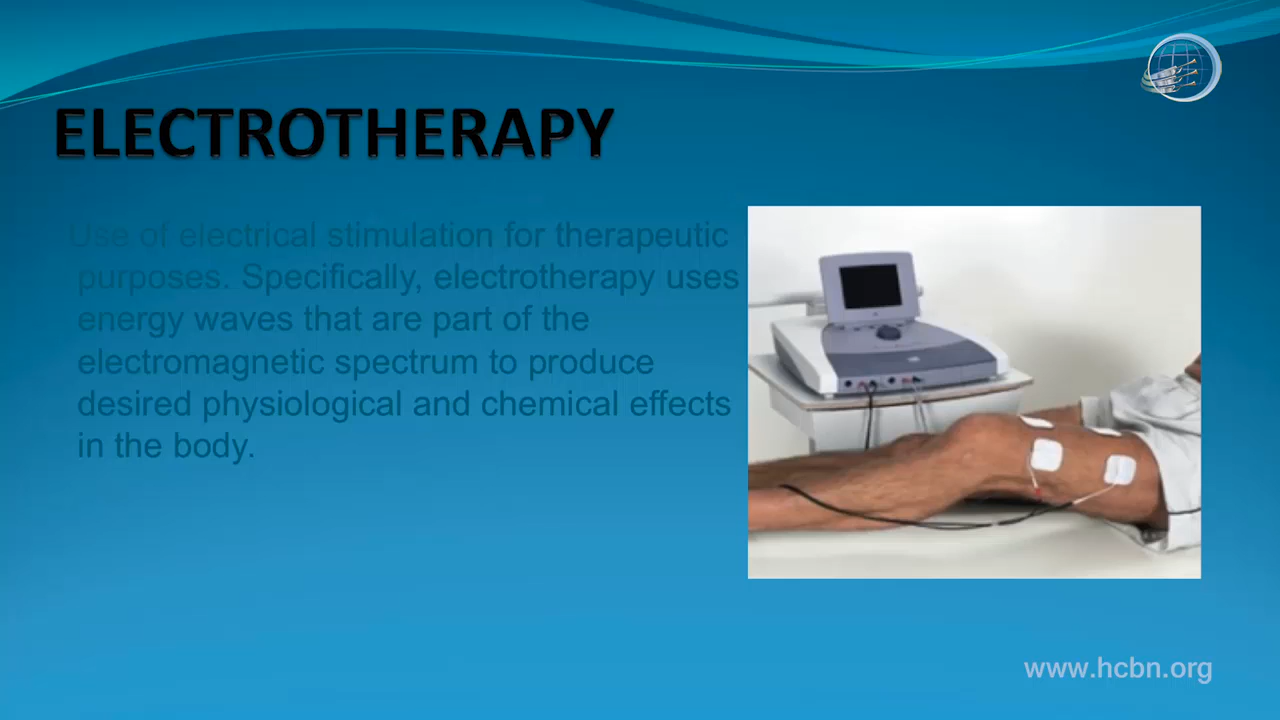 ELECTROTHERAPY
Use of electrical stimulation for therapeutic
purposes. Specifically, electrotherapy uses
energy waves that are part of the
electromagnetic spectrum to produce
desired physiological and chemical effects
in the body.
www.hcbn.org